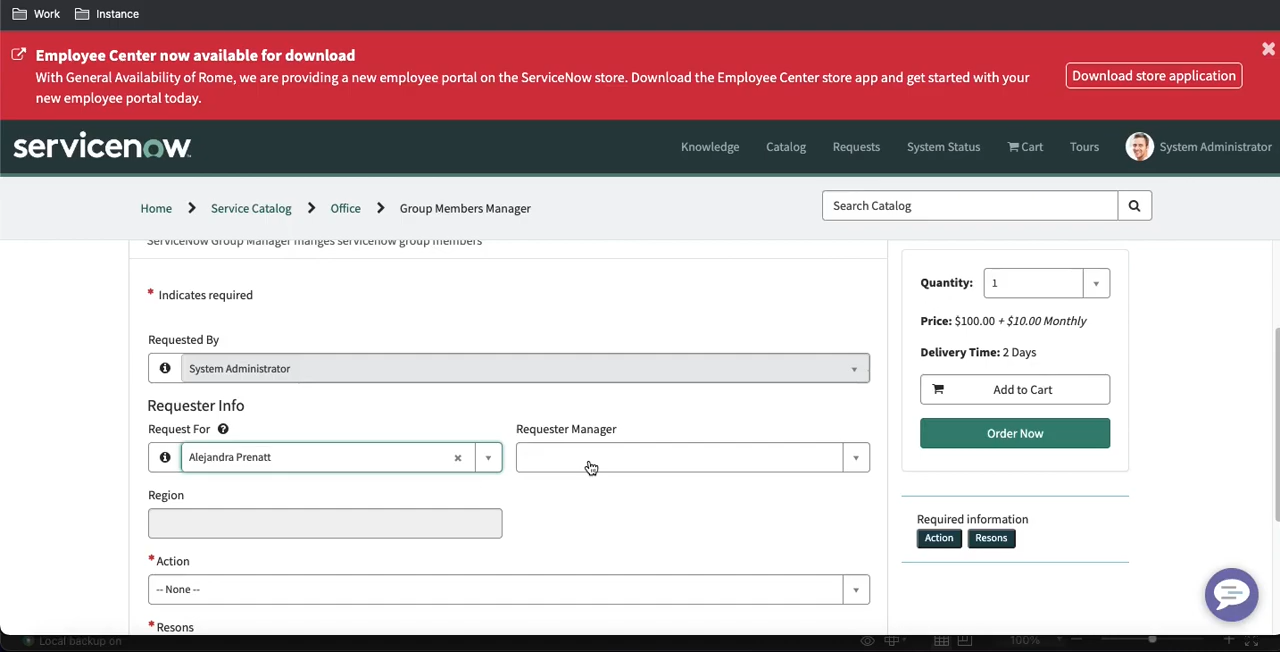 Work Instance
Employee Center now available for download
With General Availability of Rome, we are providing a new employee portal on the ServiceNow store. Download the Employee Center store app and get started with your
new employee portal today.
Download store application
servicenow
Knowledge Catalog Requests System Status Cart Tours System Administrator
Home Service Catalog Office Group Members Manager
Search Catalog
ServiceNow Group Manager manges servicenow group members
* Indicates required
Requested By
System Administrator
Requester Info
Request For
Requester Manager
Alejandra Prenatt
Region
* Action
-- None --
* Resons
Quantity: 1
Price: $100.00 + $10.00 Monthly
Delivery Time: 2 Days
Add to Cart
Order Now
Required information
Action Resons
Local backup on
100%